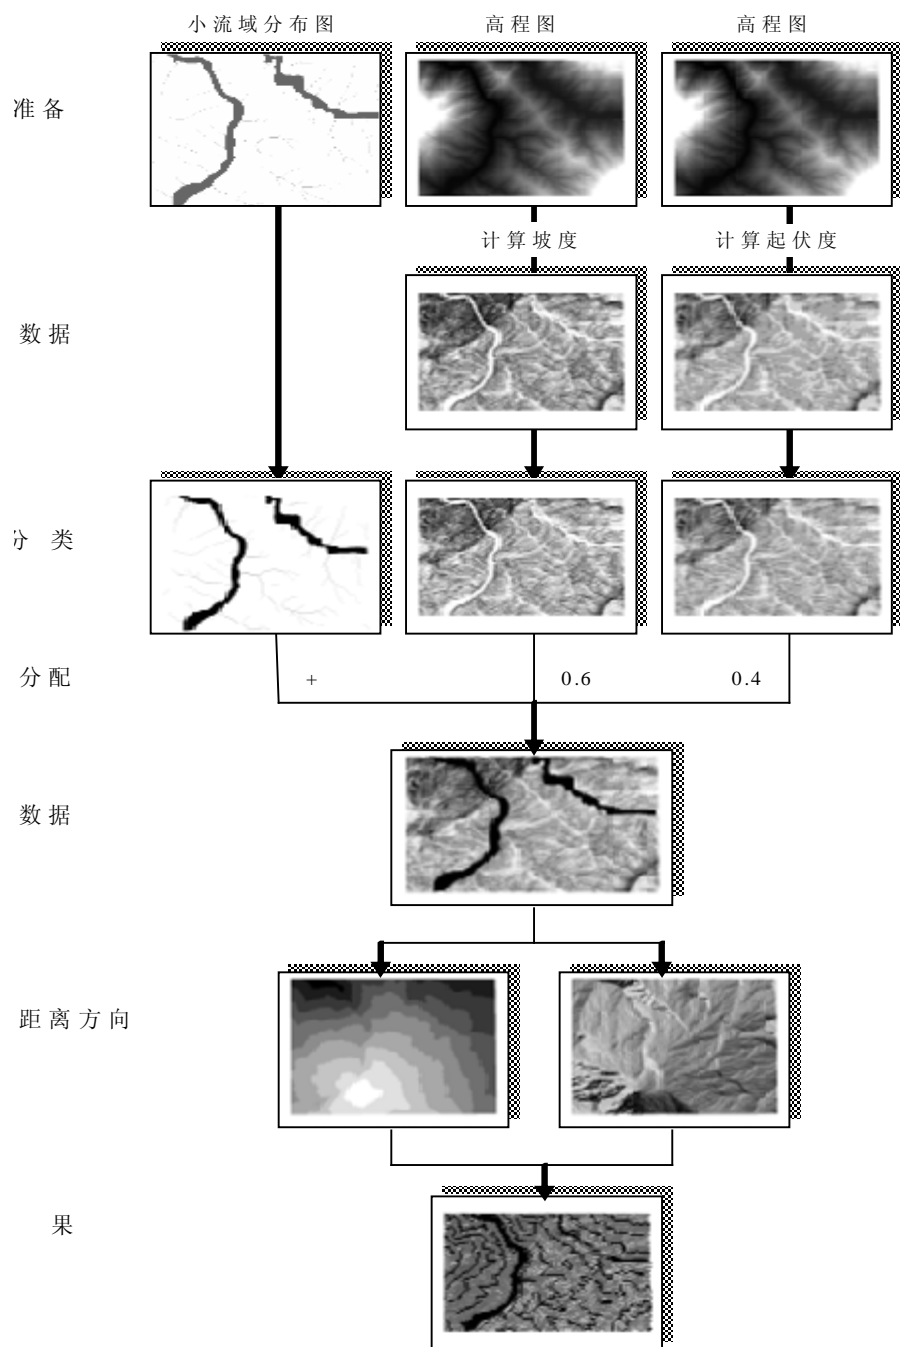 小流域分布图 高程图 高程图
准备
计算坡度 计算起伏度
数据
分 类
分配 + 0.6 0.4
数据
距离方向
果